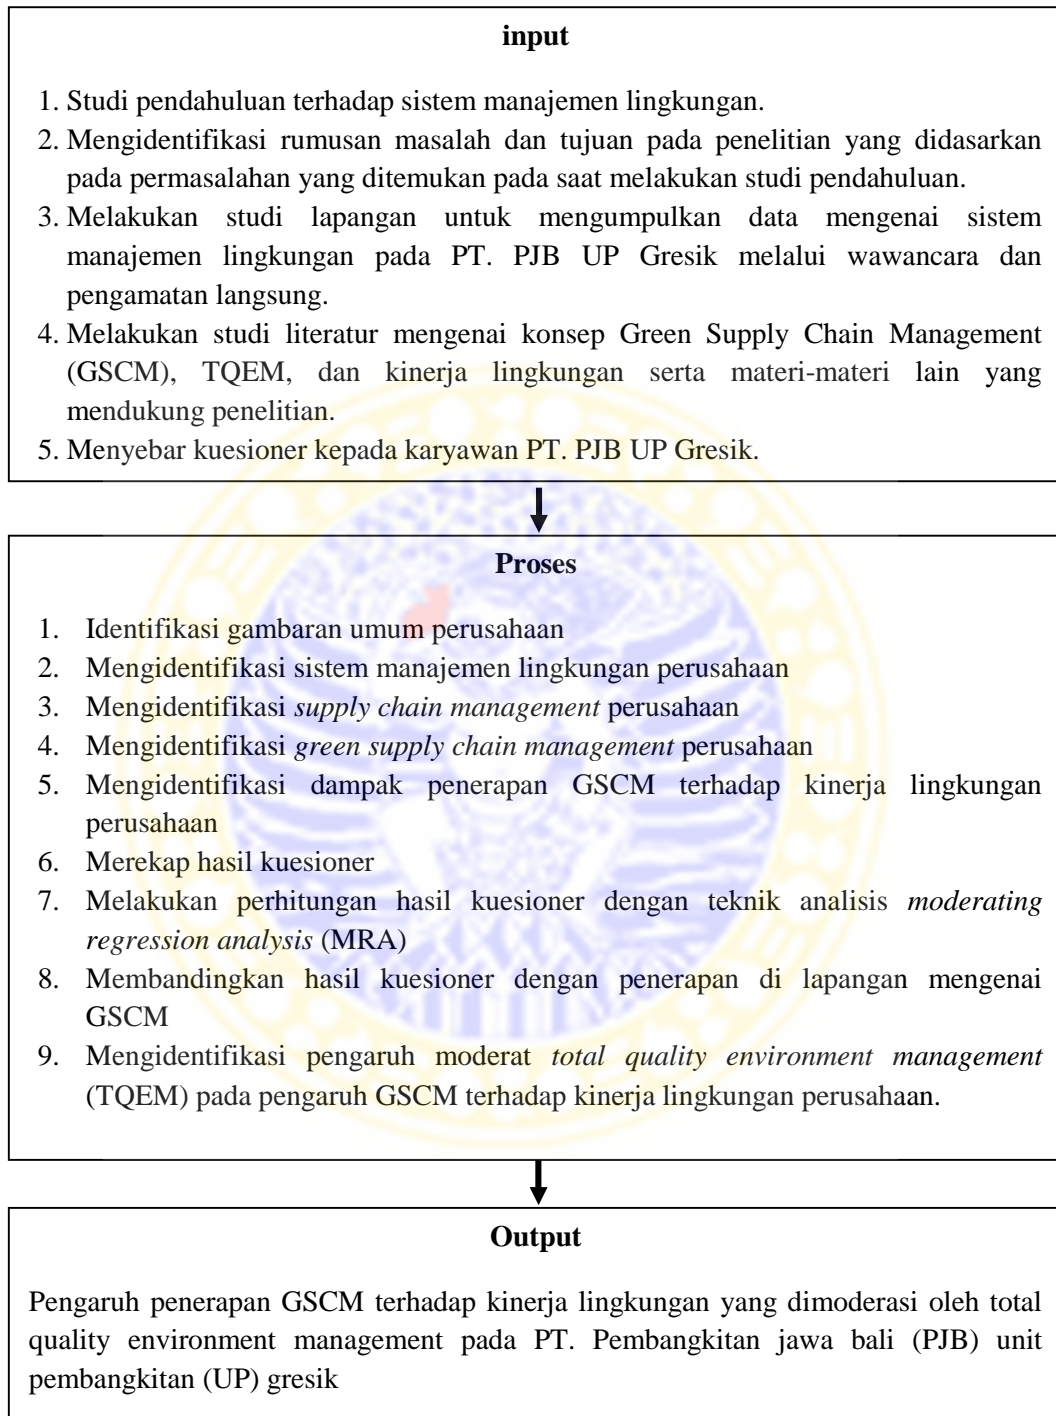 input
1. Studi pendahuluan terhadap sistem manajemen lingkungan.
2. Mengidentifikasi rumusan masalah dan tujuan pada penelitian yang didasarkan
pada permasalahan yang ditemukan pada saat melakukan studi pendahuluan.
3. Melakukan studi lapangan untuk mengumpulkan data mengenai sistem
manajemen lingkungan pada PT. PJB UP Gresik melalui wawancara dan
pengamatan langsung.
4. Melakukan studi literatur mengenai konsep Green Supply Chain Management
(GSCM), TQEM, dan kinerja lingkungan serta materi-materi lain yang
mendukung penelitian.
5. Menyebar kuesioner kepada karyawan PT. PJB UP Gresik.
Proses
1. Identifikasi gambaran umum perusahaan
2. Mengidentifikasi sistem manajemen lingkungan perusahaan
3. Mengidentifikasi supply chain management perusahaan
4. Mengidentifikasi green supply chain management perusahaan
5. Mengidentifikasi dampak penerapan GSCM terhadap kinerja lingkungan
perusahaan
6. Merekap hasil kuesioner
7. Melakukan perhitungan hasil kuesioner dengan teknik analisis moderating
regression analysis (MRA)
8. Membandingkan hasil kuesioner dengan penerapan di lapangan mengenai
GSCM
9. Mengidentifikasi pengaruh moderat total quality environment management
(TQEM) pada pengaruh GSCM terhadap kinerja lingkungan perusahaan.
Output
Pengaruh penerapan GSCM terhadap kinerja lingkungan yang dimoderasi oleh total
quality environment management pada PT. Pembangkitan jawa bali (PJB) unit
pembangkitan (UP) gresik